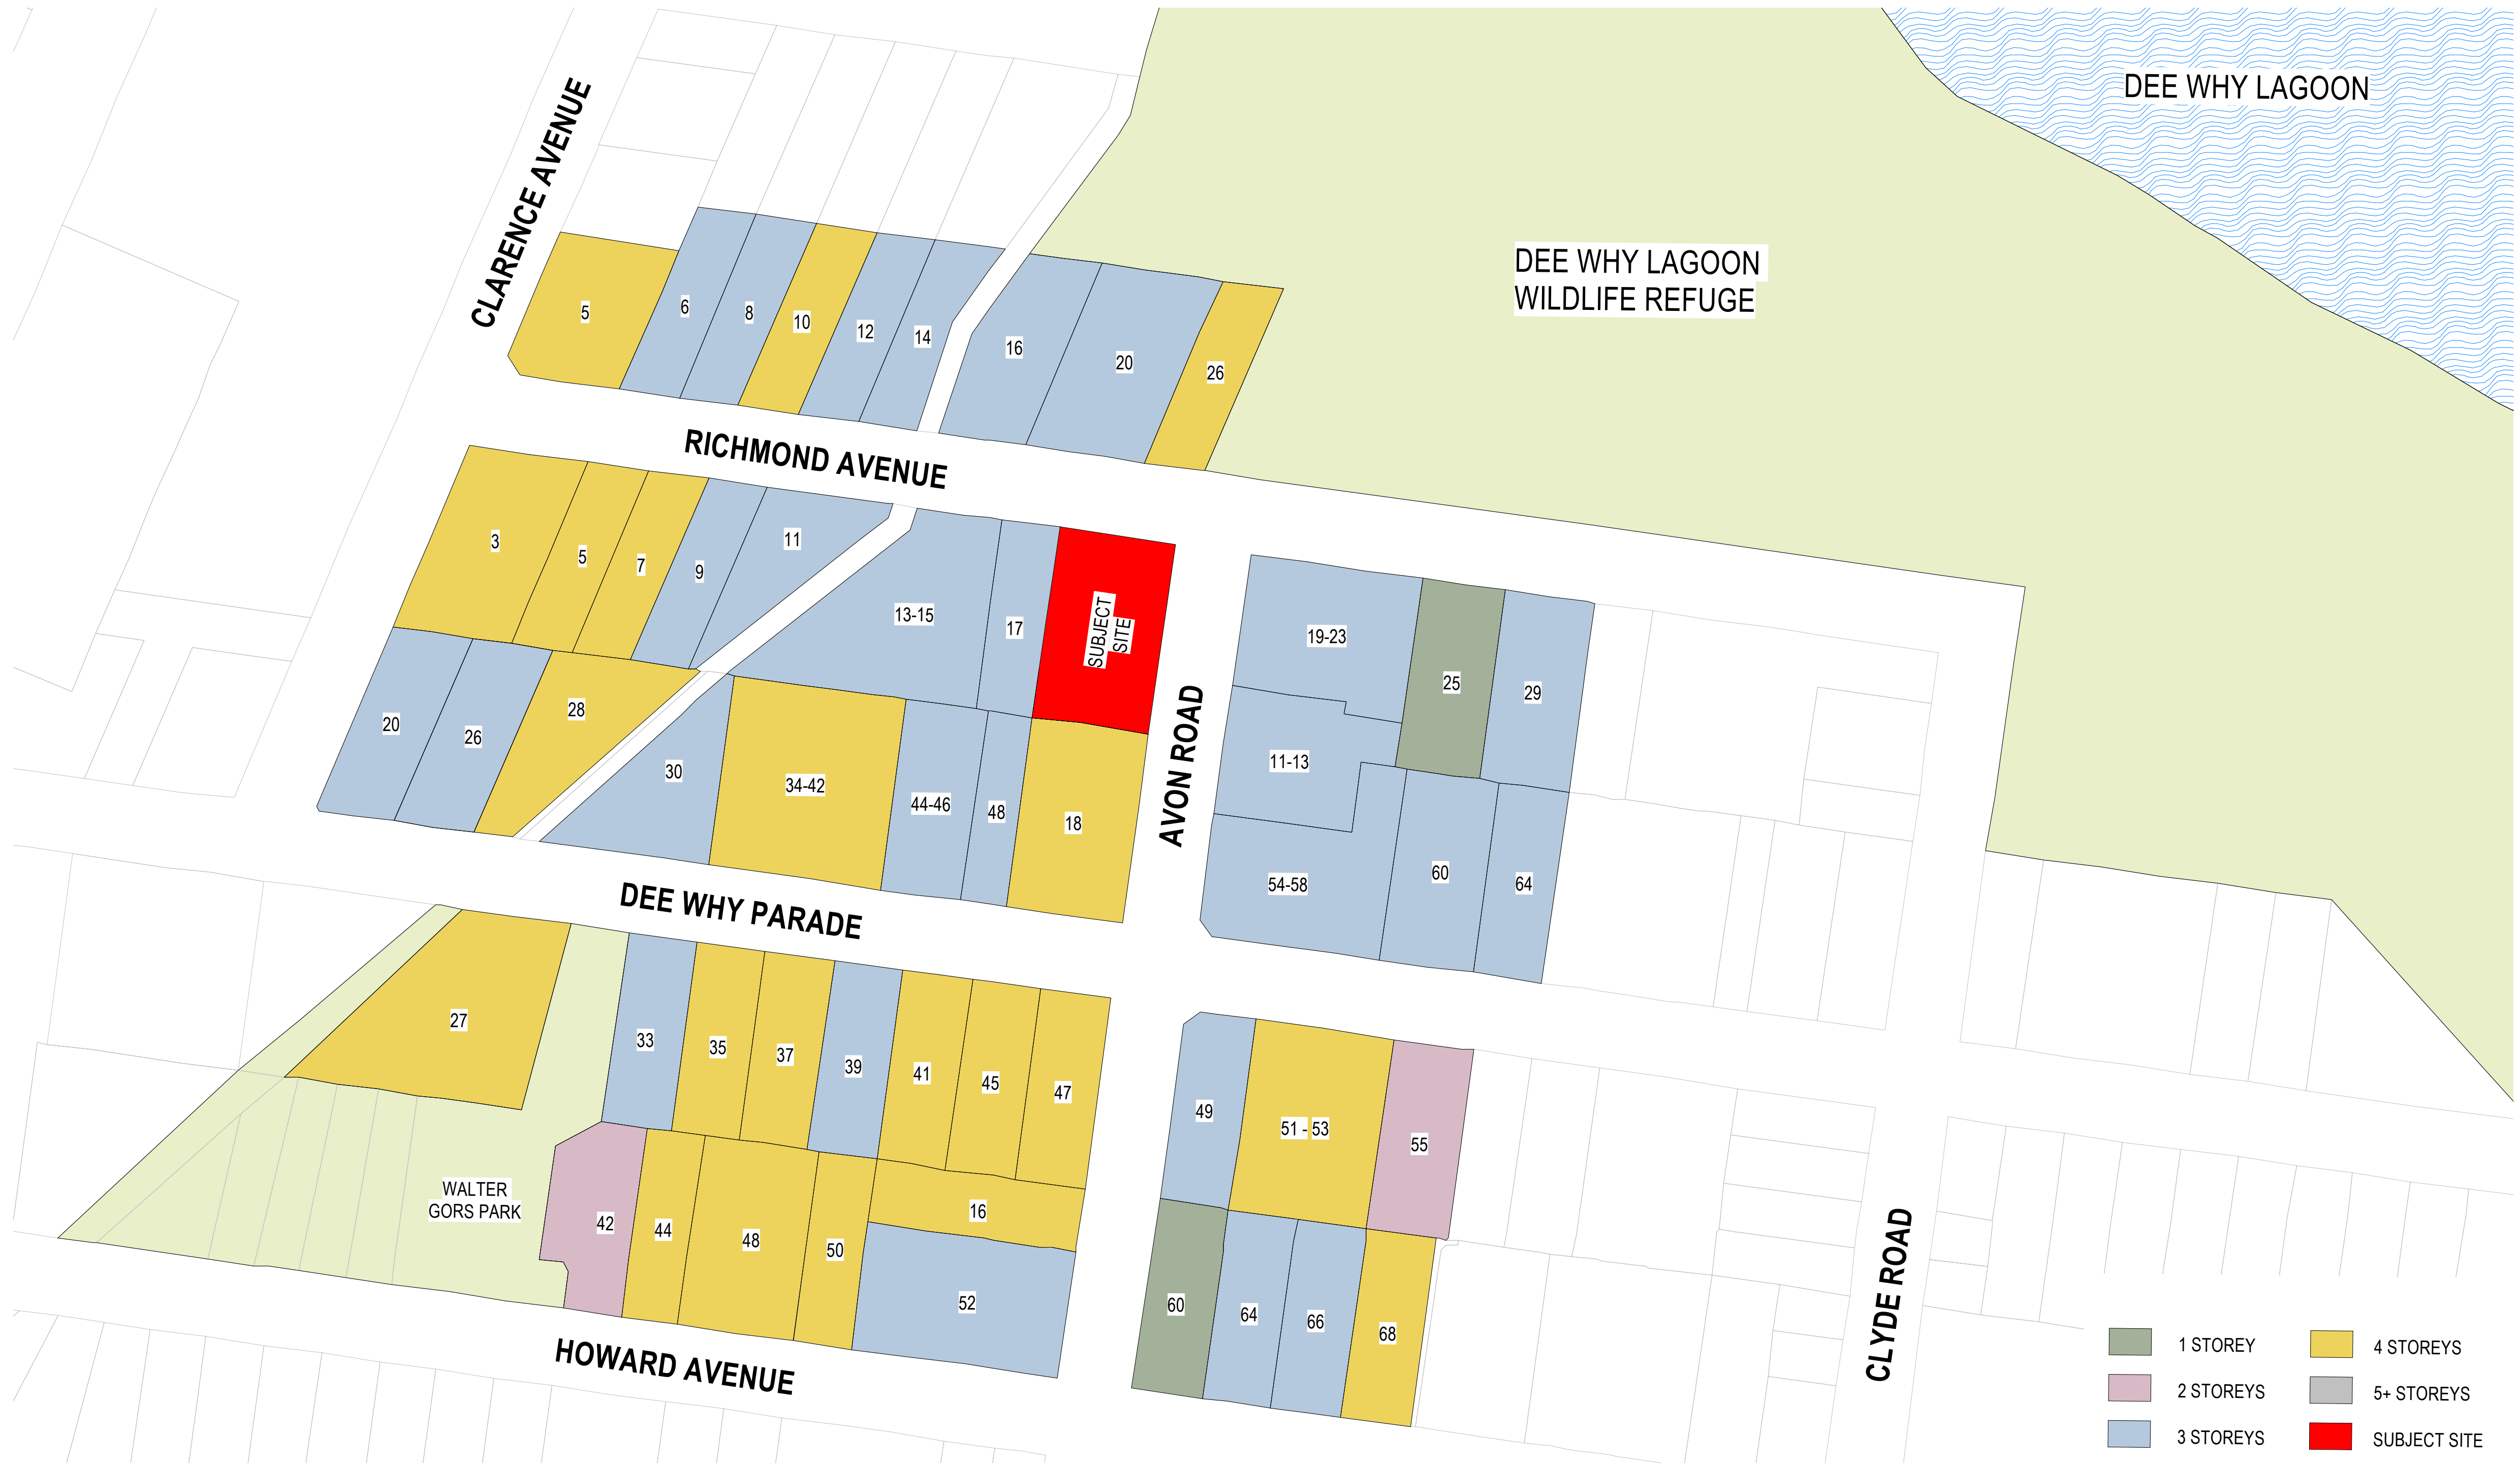 DEE WHY LAGOON
DEE WHY LAGOON
WILDLIFE REFUGE
CLARENCE AVENUE
5
6
8
10
12
14
16
20
26
RICHMOND AVENUE
3
5
7
9
11
13-15
17
SUBJECT
SITE
19-23
25
29
20
26
28
30
34-42
44-46
48
18
AVON ROAD
11-13
54-58
60
64
DEE WHY PARADE
27
33
35
37
39
41
45
47
49
51 - 53
55
WALTER
GORS PARK
42
44
48
50
16
52
60
64
66
68
HOWARD AVENUE
CLYDE ROAD
1 STOREY
2 STOREYS
3 STOREYS
4 STOREYS
5+ STOREYS
SUBJECT SITE